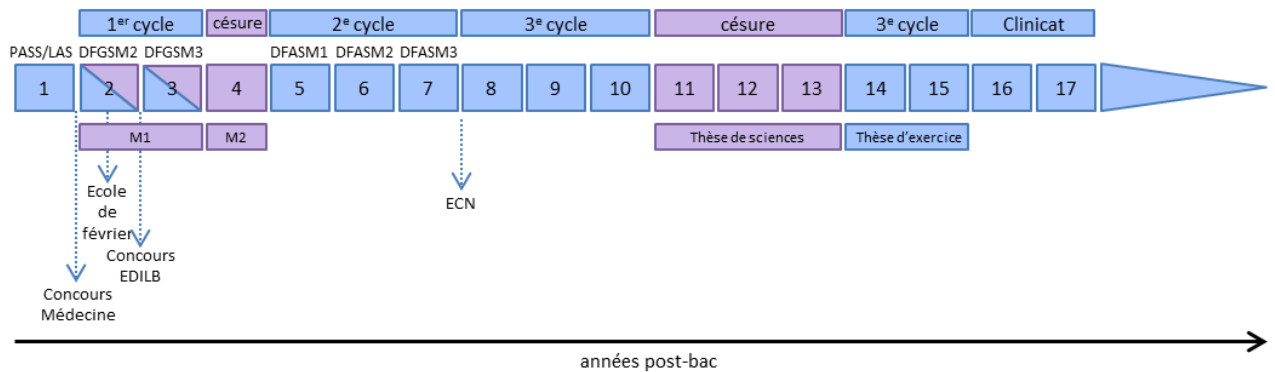 1er cycle
césure
2e cycle
3e cycle
césure
3e cycle
Clinicat
PASS/LAS
DFGSM2
DFGSM3
DFASM1
DFASM2
DFASM3
1
2
3
4
5
6
7
8
9
10
11
12
13
14
15
16
17
M1
M2
Thèse de sciences
Thèse d'exercice
Ecole
de
février
ECN
Concours
EDILB
Concours
Médecine
années post-bac